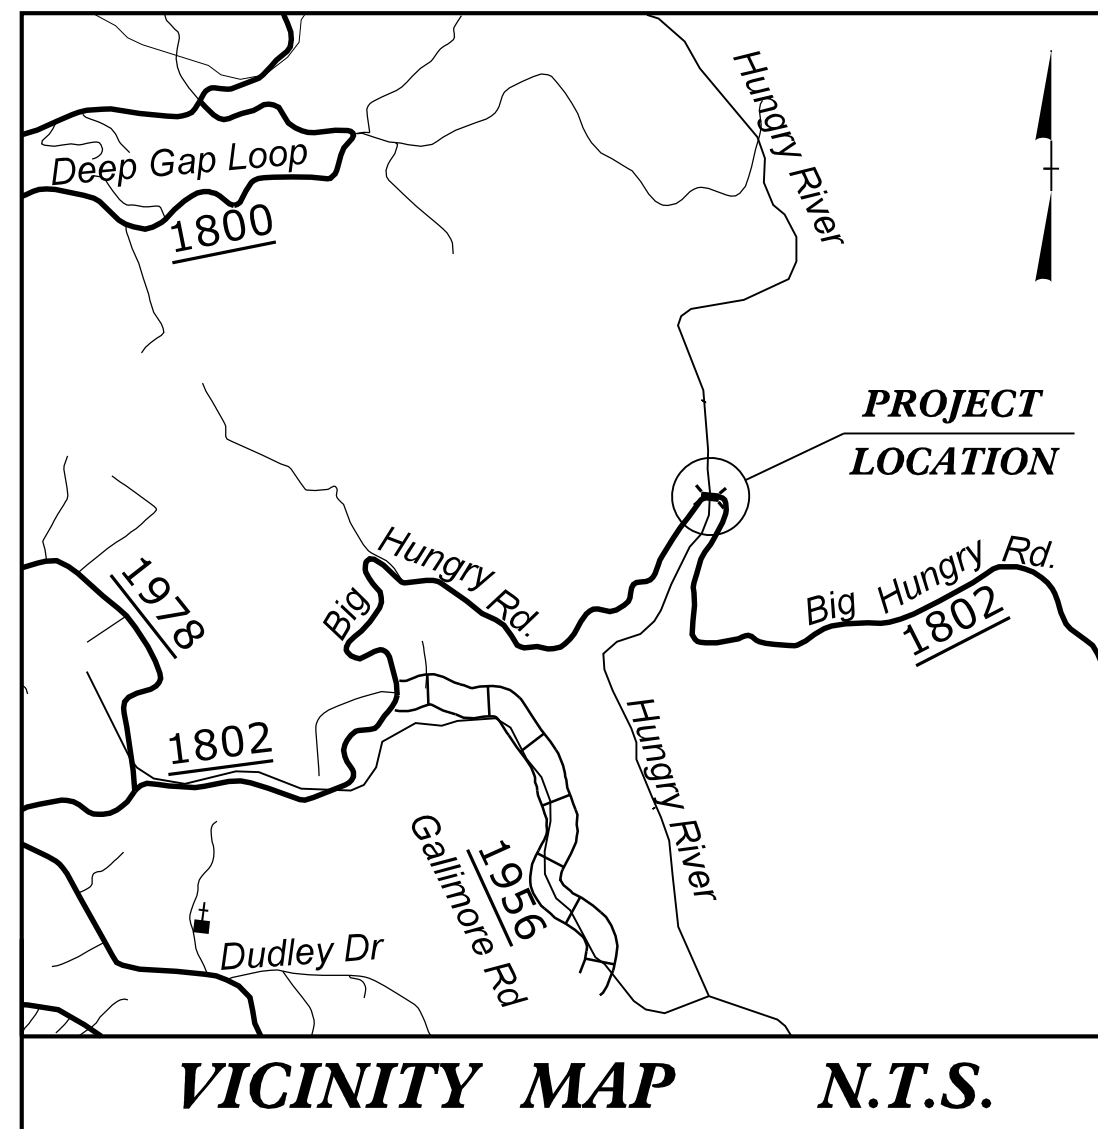 Hungry River
Deep Gap Loop
1800
PROJECT
LOCATION
1978
Big Hungry Rd.
Big Hungry Rd.
1802
1802
Hungry River
Gallimore Rd
1956
Dudley Dr
VICINITY MAP N.T.S.